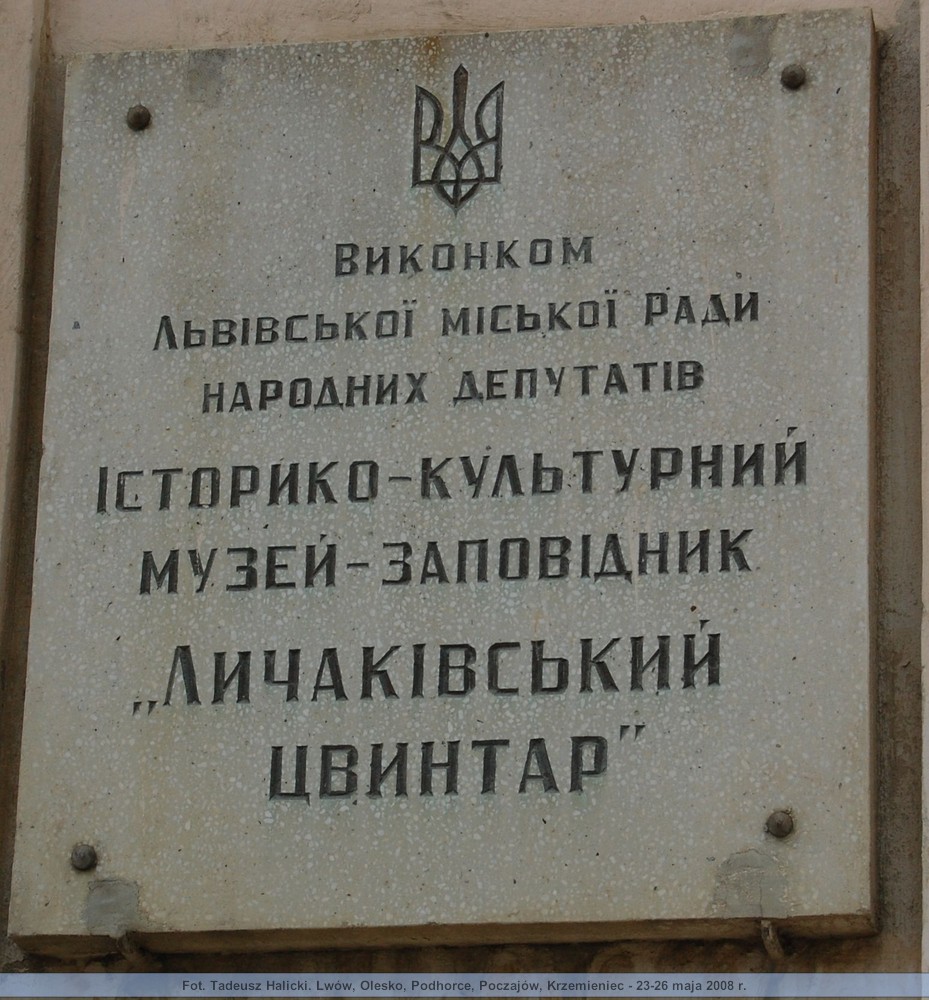 Виконком
Львівської міської Ради
народних депутатів
Історико-культурний
музей-заповідник
„Личаківський
цвинтар"
Fot. Tadeusz Halicki. Lwów, Olesko, Podhorce, Poczajów, Krzemieniec - 23-26 maja 2008 r.